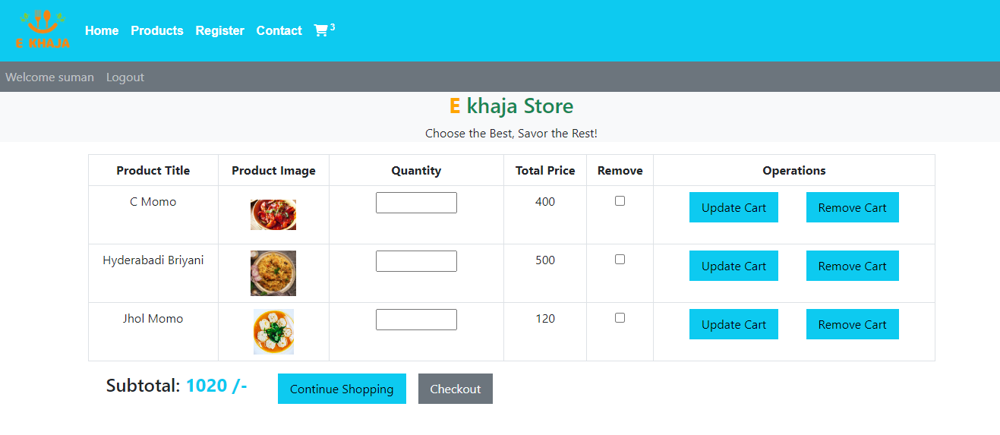 E KHAJA
Home Products Register Contact 3
Welcome suman Logout
E khaja Store
Choose the Best, Savor the Rest!
Product Title Product Image Quantity Total Price Remove Operations
C Momo 400 Update Cart Remove Cart
Hyderabadi Briyani 500 Update Cart Remove Cart
Jhol Momo 120 Update Cart Remove Cart
Subtotal: 1020 /- Continue Shopping Checkout